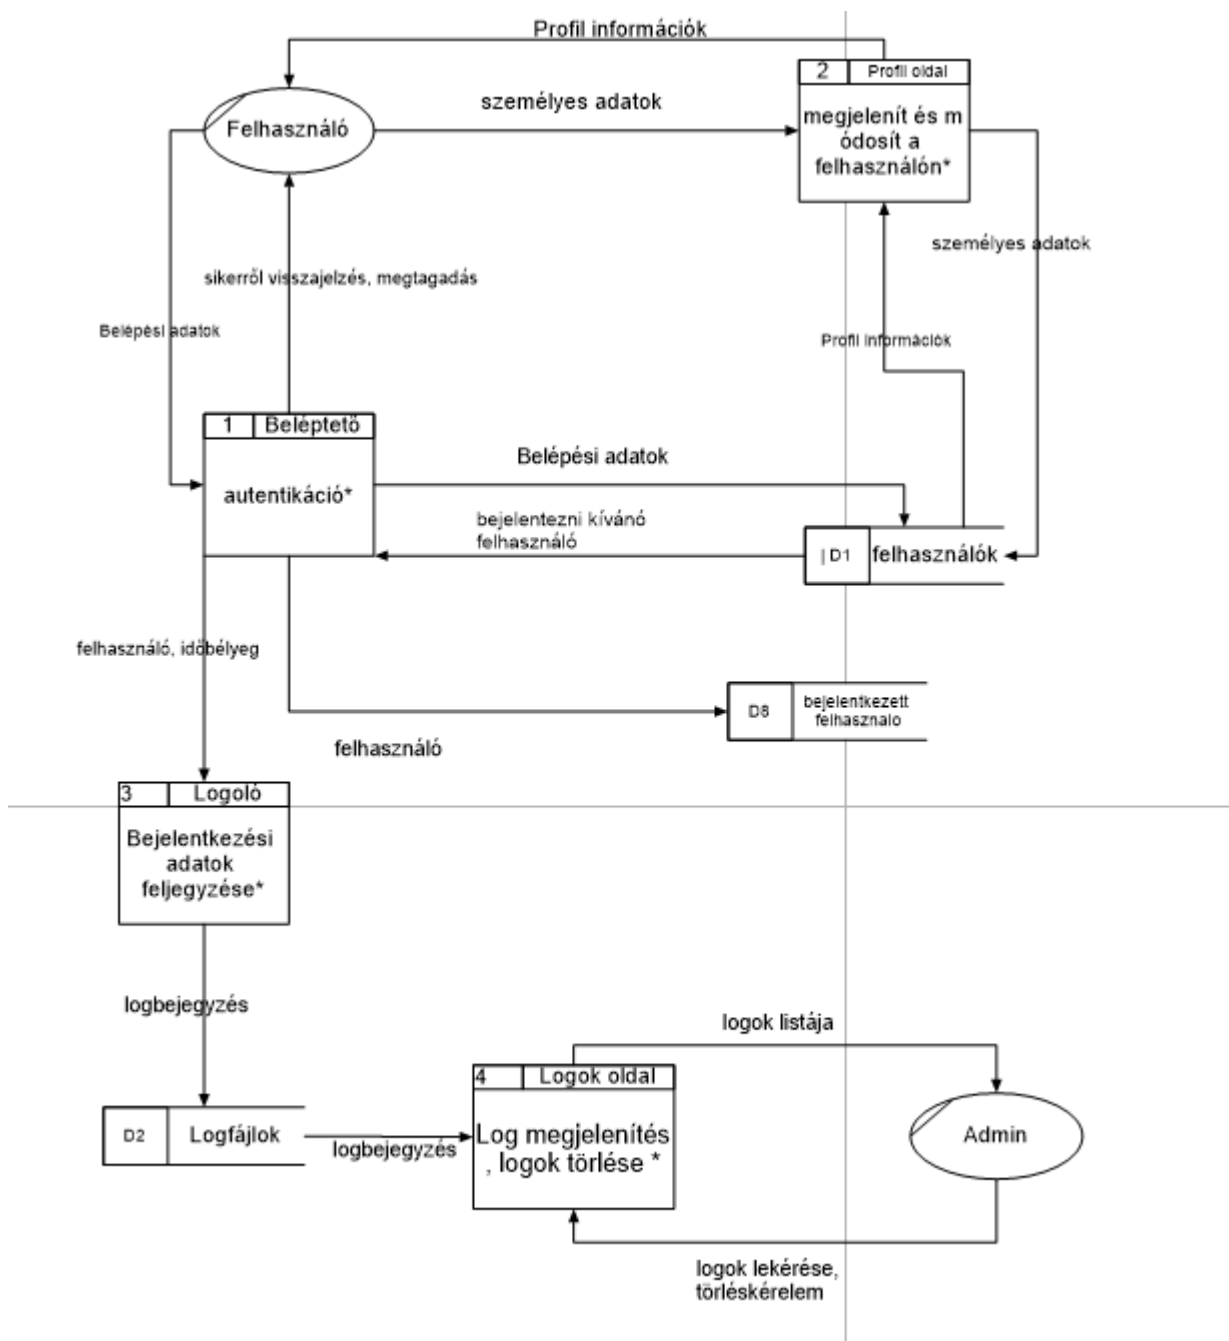 Profil információk
2 Profil oldal
személyes adatok
Felhasználó
megjelenít és m
ódosít a
felhasználón*
személyes adatok
sikerről visszajelzés, megtagadás
Belépési adatok
Profil információk
1 Beléptető
autentikáció*
Belépési adatok
bejelentezni kívánó
felhasználó
| D1 felhasználók
felhasználó, időbélyeg
D8
bejelentkezett
felhasznalo
felhasználó
3 Logoló
Bejelentkezési
adatok
feljegyzése*
logbejegyzés
logok listája
4 Logok oldal
D2 Logfájlok
logbejegyzés
Log megjelenítés
, logok törlése *
Admin
logok lekérése,
törléskérelem